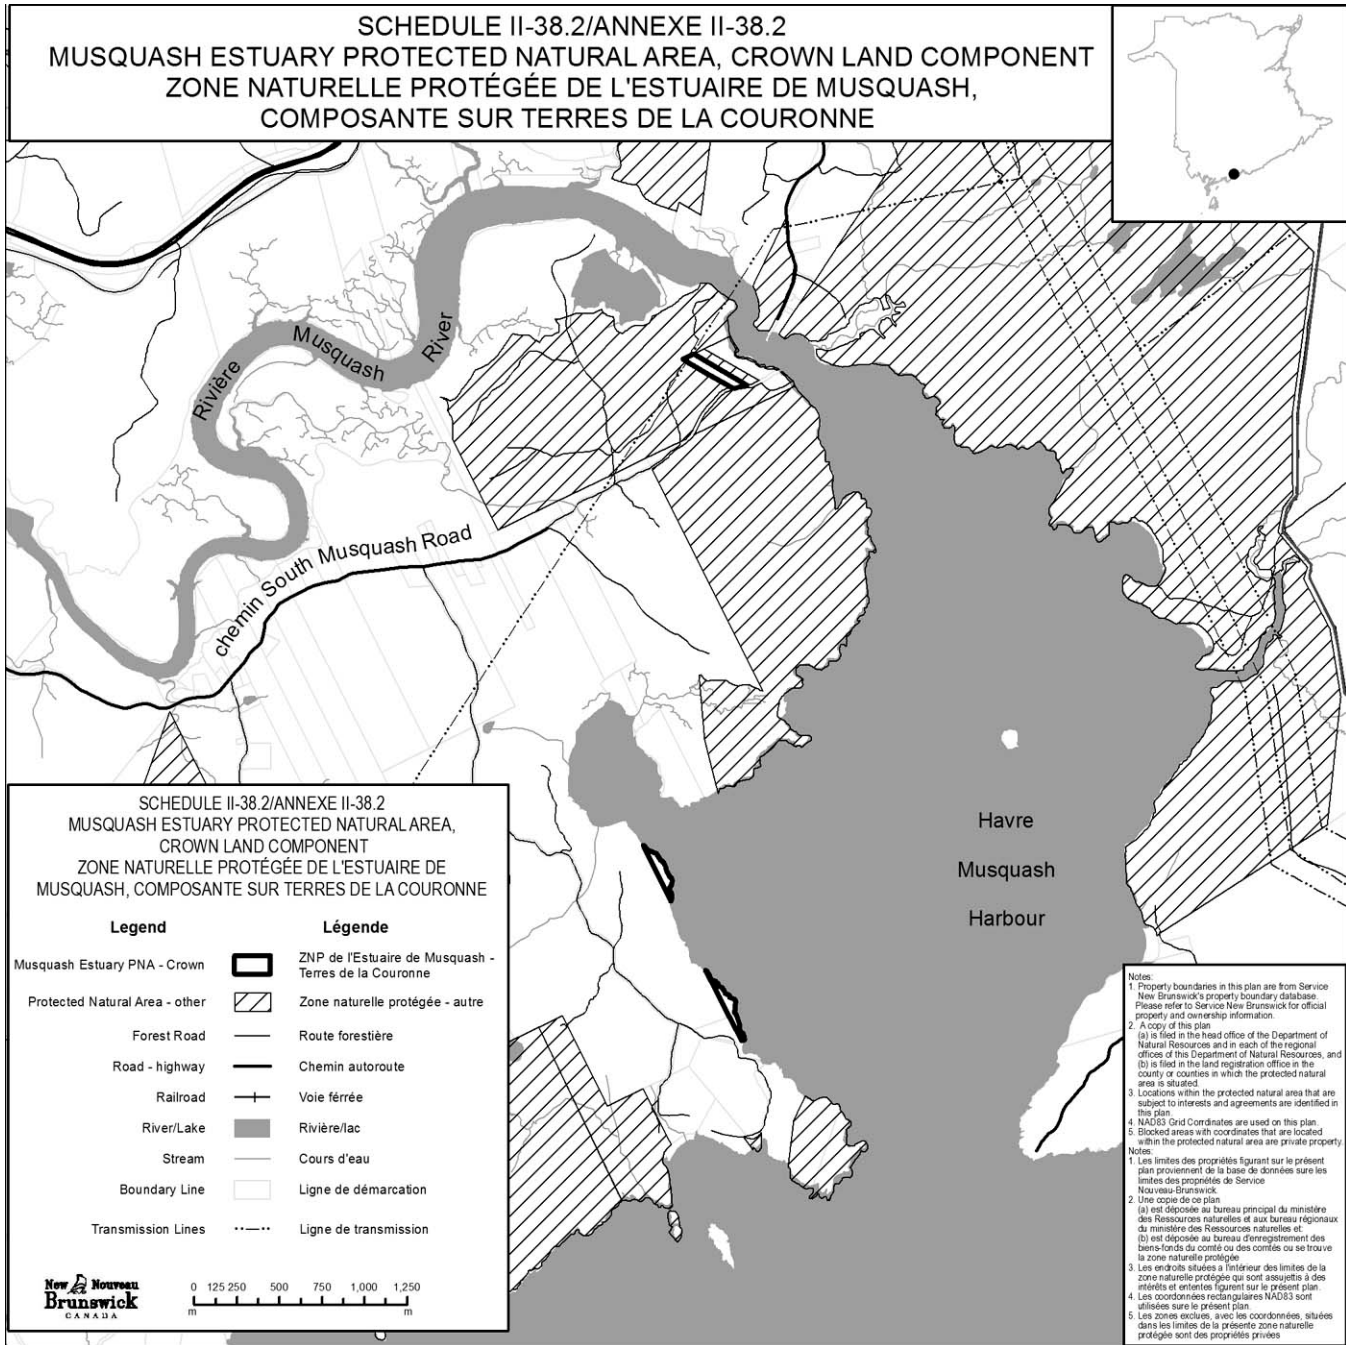 SCHEDULE II-38.2/ANNEXE II-38.2
MUSQUASH ESTUARY PROTECTED NATURAL AREA, CROWN LAND COMPONENT
ZONE NATURELLE PROTÉGÉE DE L'ESTUAIRE DE MUSQUASH,
COMPOSANTE SUR TERRES DE LA COURONNE
Rivière
Musquash
River
chemin South Musquash Road
Havre
Musquash
Harbour
SCHEDULE II-38.2/ANNEXE II-38.2
MUSQUASH ESTUARY PROTECTED NATURAL AREA,
CROWN LAND COMPONENT
ZONE NATURELLE PROTÉGÉE DE L'ESTUAIRE DE
MUSQUASH, COMPOSANTE SUR TERRES DE LA COURONNE
Legend Légende
Musquash Estuary PNA - Crown ZNP de l'Estuaire de Musquash -
Terres de la Couronne
Protected Natural Area - other Zone naturelle protégée - autre
Forest Road Route forestière
Road - highway Chemin autoroute
Railroad Voie férrée
River/Lake Rivière/lac
Stream Cours d'eau
Boundary Line Ligne de démarcation
Transmission Lines Ligne de transmission
New Nouveau
Brunswick
CANADA
0 125 250 500 750 1,000 1,250
m m
Notes:
1. Property boundaries in this plan are from Service
New Brunswick's property boundary database.
Please refer to Service New Brunswick for official
property and ownership information.
2. A copy of this plan
(a) is filed in the head office of the Department of
Natural Resources and in each of the regional
offices of this Department of Natural Resources, and
(b) is filed in the land registration offfice in the
county or counties in which the protected natural
area is situated.
3. Locations within the protected natural area that are
subject to interests and agreements are identified in
this plan.
4. NAD83 Grid Corrdinates are used on this plan.
5. Blocked areas with coordinates that are located
within the protected natural area are private property.
Notes:
1. Les limites des propriétés figurant sur le présent
plan proviennent de la base de données sure les
limites des propriétés de Service
Nouveau-Brunswick.
2. Une copie de ce plan
(a) est déposée au bureau principal du ministère
des Ressources naturelles et aux bureau régionaux
du ministère des Ressources naturelles et:
(b) est déposée au bureau d'enregistrement des
biens-fonds du comté ou des comtés ou se trouve
la zone naturelle protégée
3. Les endroits situées a l'intérieur des limites de la
zone naturelle protégée qui sont assujettis à des
intérêts et ententes figurent sur le présent plan.
4. Les coordonnées rectangulaires NAD83 sont
utilisées sure le présent plan.
5. Les zones exclues, avec les coordonnées, situées
dans les limites de la présente zone naturelle
protégée sont des propriétés privées